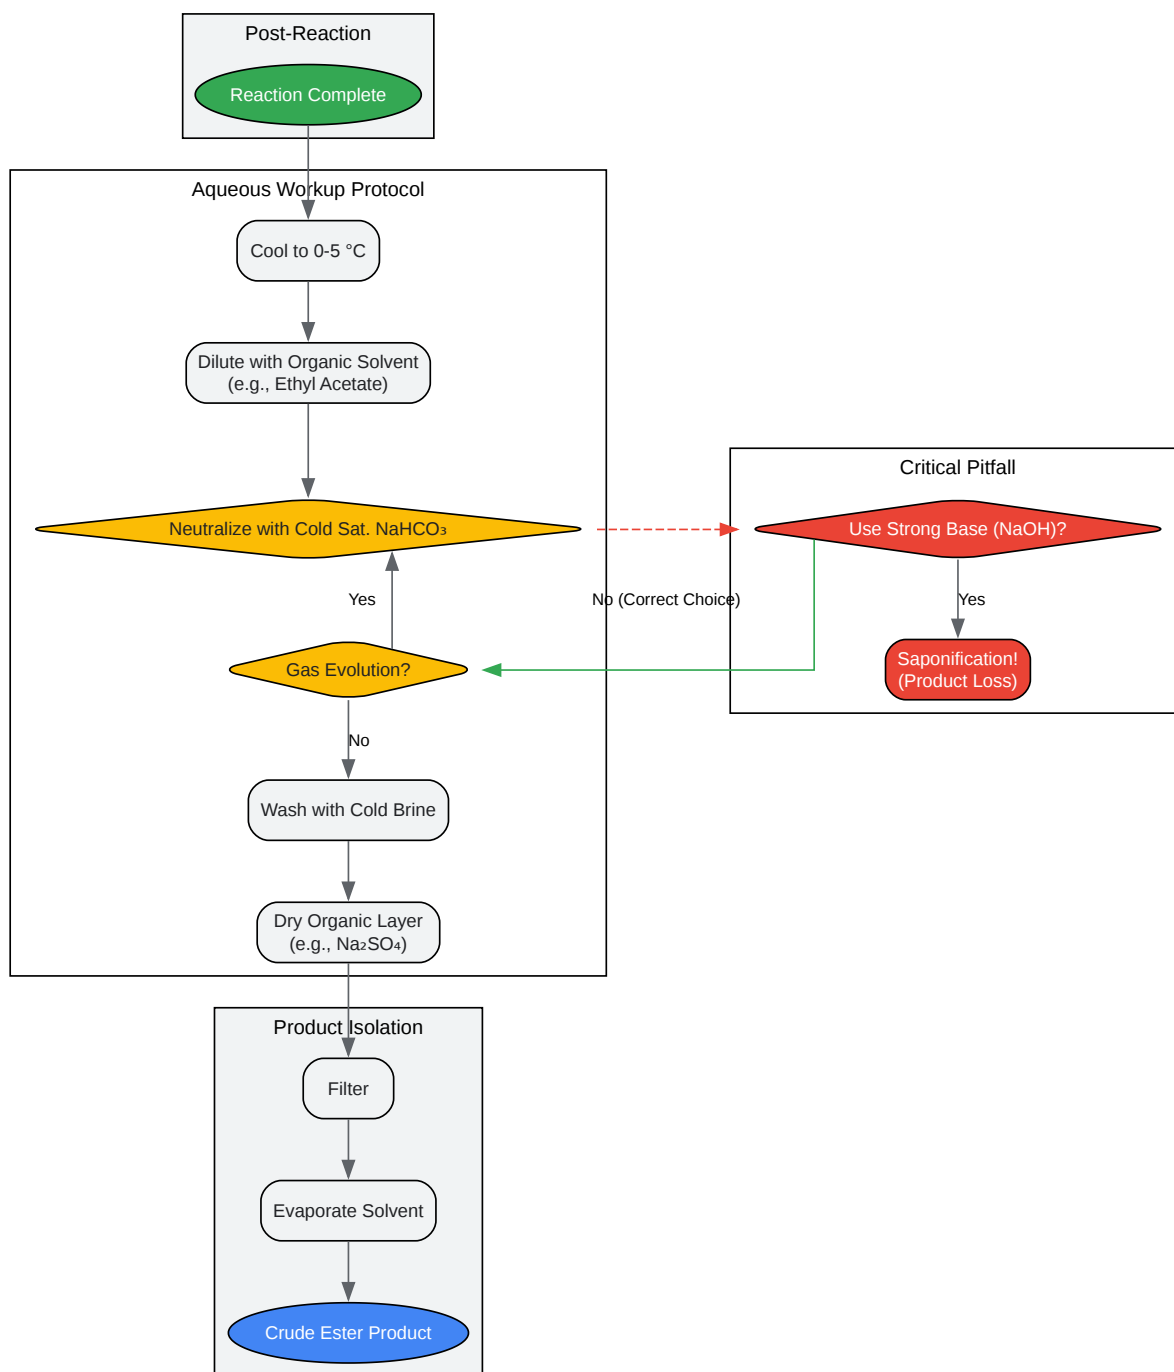 Post-Reaction
Reaction Complete
Aqueous Workup Protocol
Cool to 0-5 °C
Dilute with Organic Solvent
(e.g., Ethyl Acetate)
Neutralize with Cold Sat. NaHCO₃
Critical Pitfall
Use Strong Base (NaOH)?
Yes
No (Correct Choice)
Yes
Gas Evolution?
Saponification!
(Product Loss)
No
Wash with Cold Brine
Dry Organic Layer
(e.g., Na₂SO₄)
Product Isolation
Filter
Evaporate Solvent
Crude Ester Product